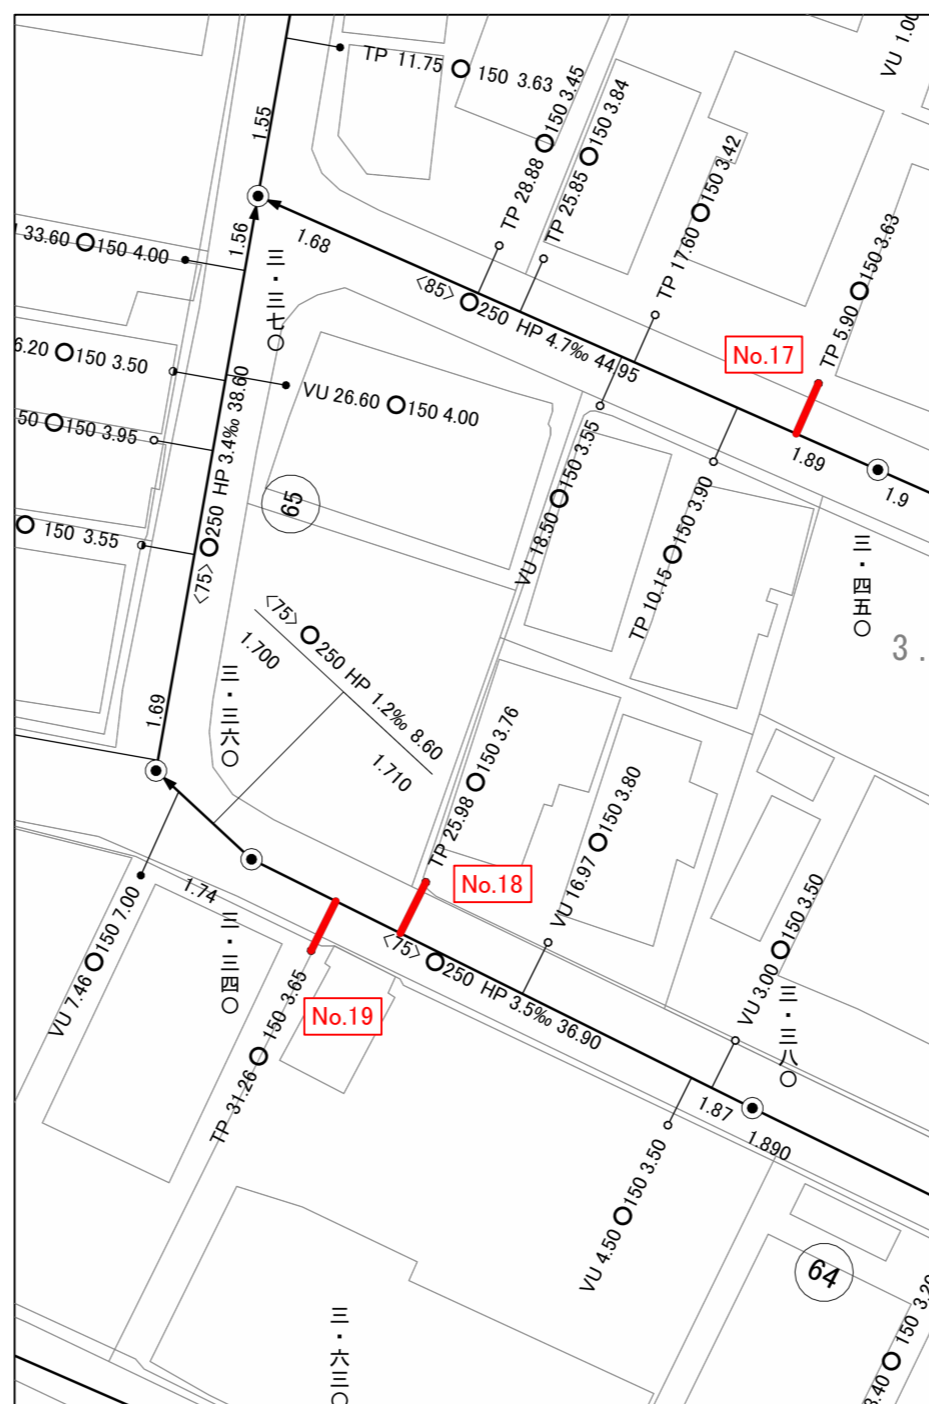 TP 11.75 ○ 150 3.63
VU 1.00
1.55
TP 28.88 ○150 3.45
TP 25.85 ○150 3.84
TP 17.60 ○150 3.42
TP 5.90 ○150 3.63
33.60 ○150 4.00
1.56
1.68
三・三七〇
<85> ○250 HP 4.7‰ 44.95
No.17
6.20 ○150 3.50
VU 26.60 ○150 4.00
50 ○150 3.95
1.89
1.9
<75> ○250 HP 3.4‰ 38.60
65
VU 18.50 ○150 3.55
TP 10.15 ○150 3.90
○ 150 3.55
三・四五〇
3.
<75> ○250 HP 1.2‰ 8.60
1.700
1.710
三・三六〇
1.69
TP 25.98 ○150 3.76
VU 16.97 ○150 3.80
No.18
1.74
VU 7.46 ○150 7.00
三・三四〇
<75> ○250 HP 3.5‰ 36.90
VU 3.00 ○150 3.50
三・三八〇
No.19
TP 31.26 ○ 150 3.65
1.87
1.890
VU 4.50 ○150 3.50
64
三・六三〇
3.40 ○ 150 3.20